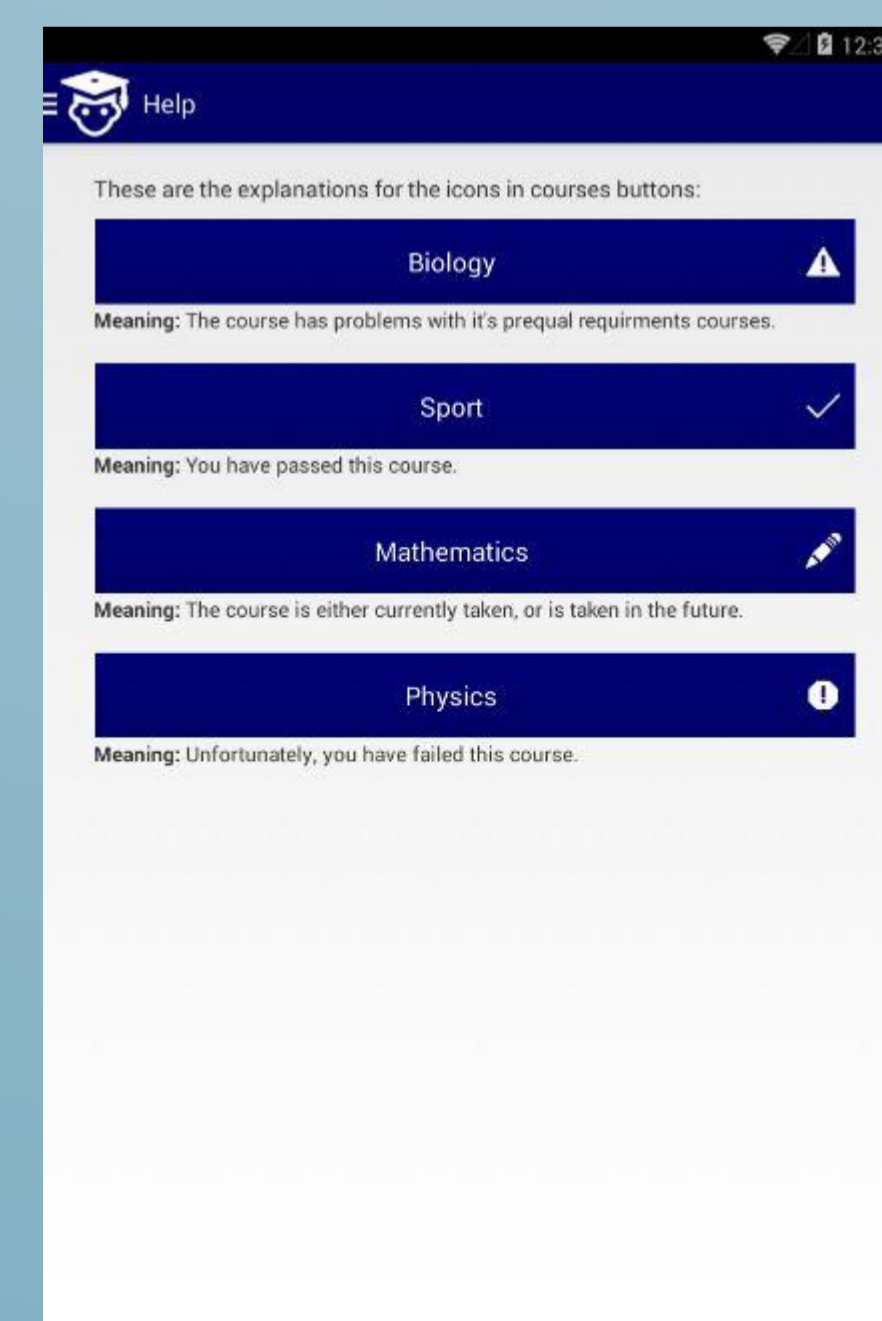 12:3
Help
These are the explanations for the icons in courses buttons:
Biology
Meaning: The course has problems with it's prequal requirments courses.
Sport
Meaning: You have passed this course.
Mathematics
Meaning: The course is either currently taken, or is taken in the future.
Physics
Meaning: Unfortunately, you have failed this course.